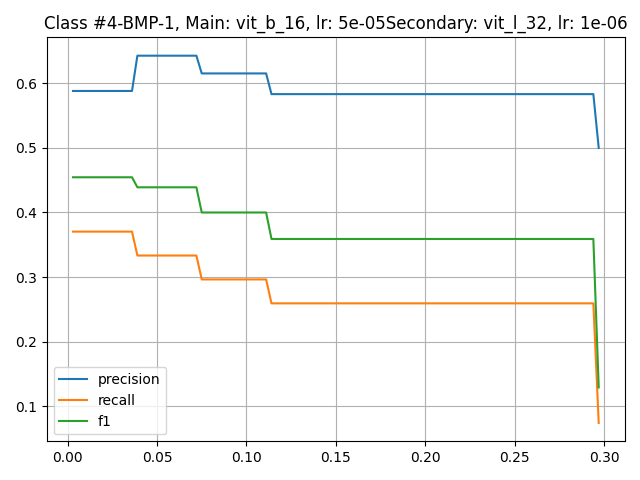 Class #4-BMP-1, Main: vit_b_16, lr: 5e-05Secondary: vit_l_32, lr: 1e-06
0.6
0.5
0.4
0.3
0.2
0.1
precision
recall
f1
0.00 0.05 0.10 0.15 0.20 0.25 0.30